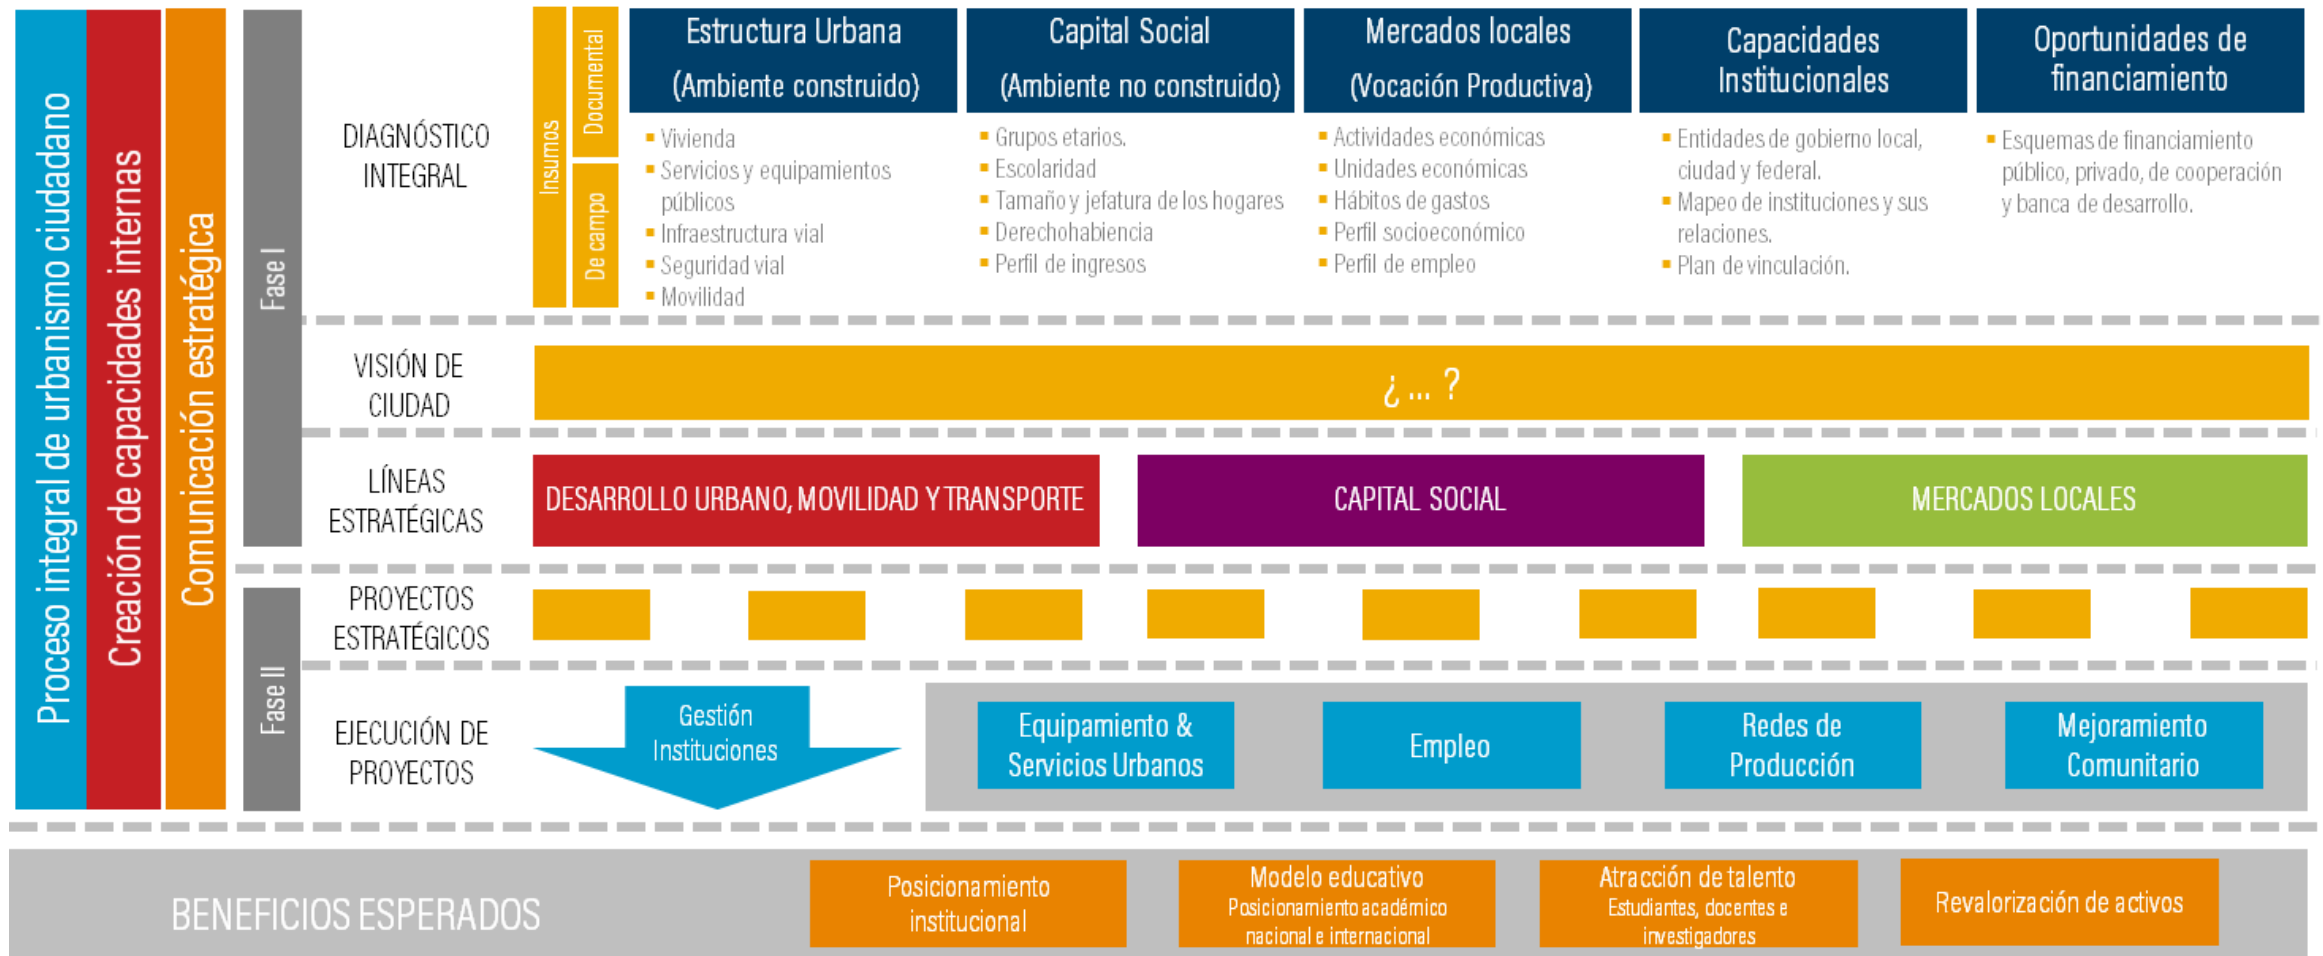 Proceso integral de urbanismo ciudadano
Creación de capacidades internas
Comunicación estratégica
Fase I
DIAGNÓSTICO
INTEGRAL
Insumos
Documental
De campo
Estructura Urbana
(Ambiente construido)
▪ Vivienda
▪ Servicios y equipamientos
públicos
▪ Infraestructura vial
▪ Seguridad vial
▪ Movilidad
Capital Social
(Ambiente no construido)
▪ Grupos etarios.
▪ Escolaridad
▪ Tamaño y jefatura de los hogares
▪ Derechohabiencia
▪ Perfil de ingresos
Mercados locales
(Vocación Productiva)
▪ Actividades económicas
▪ Unidades económicas
▪ Hábitos de gastos
▪ Perfil socioeconómico
▪ Perfil de empleo
Capacidades
Institucionales
▪ Entidades de gobierno local,
ciudad y federal.
▪ Mapeo de instituciones y sus
relaciones.
▪ Plan de vinculación.
Oportunidades de
financiamiento
▪ Esquemas de financiamiento
público, privado, de cooperación
y banca de desarrollo.
VISIÓN DE
CIUDAD
¿ ... ?
LÍNEAS
ESTRATÉGICAS
DESARROLLO URBANO, MOVILIDAD Y TRANSPORTE
CAPITAL SOCIAL
MERCADOS LOCALES
Fase II
PROYECTOS
ESTRATÉGICOS
EJECUCIÓN DE
PROYECTOS
Gestión
Instituciones
Equipamiento &
Servicios Urbanos
Empleo
Redes de
Producción
Mejoramiento
Comunitario
BENEFICIOS ESPERADOS
Posicionamiento
institucional
Modelo educativo
Posicionamiento académico
nacional e internacional
Atracción de talento
Estudiantes, docentes e
investigadores
Revalorización de activos